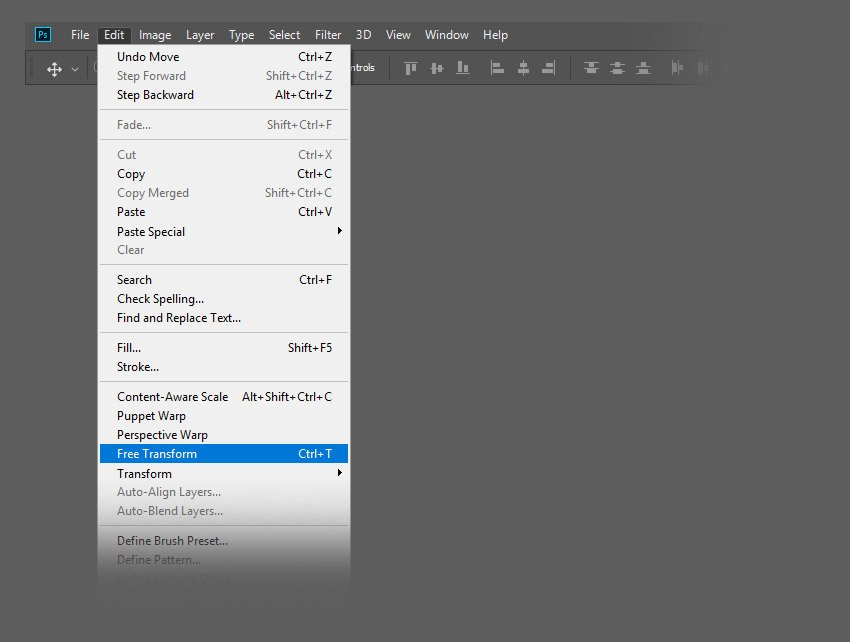 Ps File Edit Image Layer Type Select Filter 3D View Window Help
ntrols
Undo Move Ctrl+Z
Step Forward Shift+Ctrl+Z
Step Backward Alt+Ctrl+Z
Fade... Shift+Ctrl+F
Cut Ctrl+X
Copy Ctrl+C
Copy Merged Shift+Ctrl+C
Paste Ctrl+V
Paste Special
Clear
Search Ctrl+F
Check Spelling...
Find and Replace Text...
Fill... Shift+F5
Stroke...
Content-Aware Scale Alt+Shift+Ctrl+C
Puppet Warp
Perspective Warp
Free Transform Ctrl+T
Transform
Auto-Align Layers...
Auto-Blend Layers...
Define Brush Preset...
Define Pattern...
Define Custom Shape...